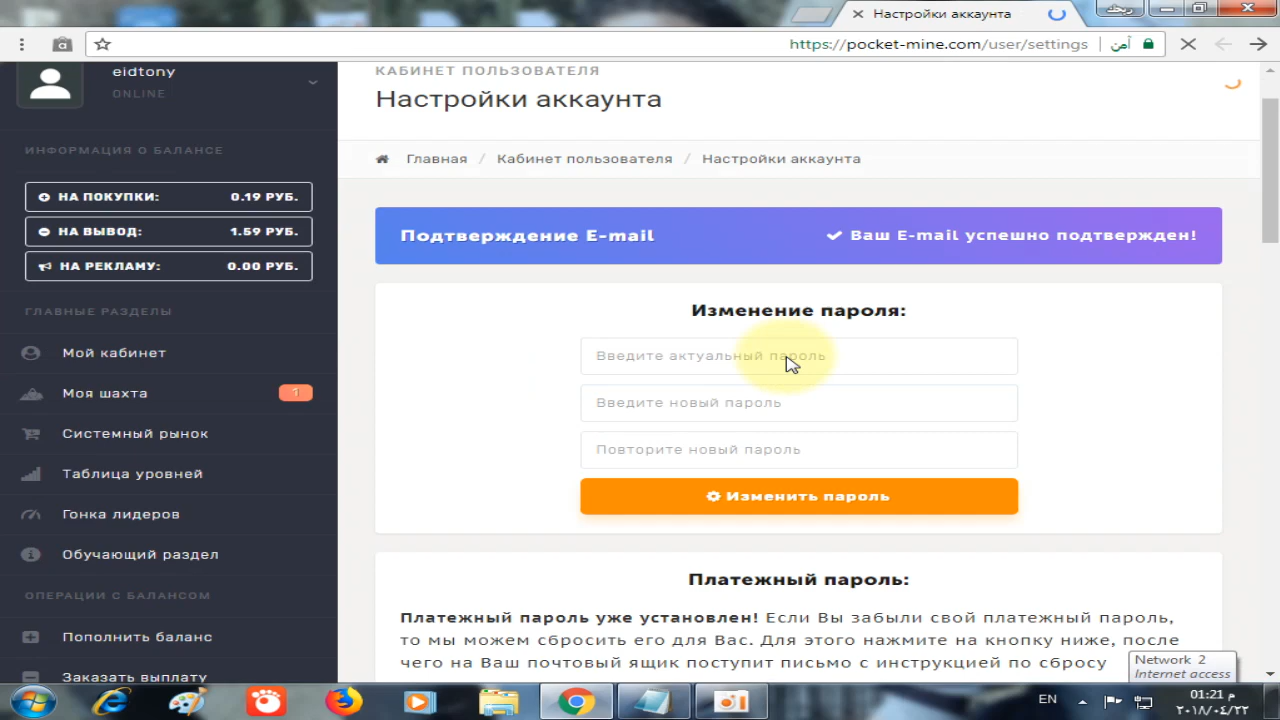 Настройки аккаунта
ريحك
https://pocket-mine.com/user/settings
آمن
eidtony
ONLINE
ИНФОРМАЦИЯ О БАЛАНСЕ
НА ПОКУПКИ: 0.19 РУБ.
НА ВЫВОД: 1.59 РУБ.
НА РЕКЛАМУ: 0.00 РУБ.
ГЛАВНЫЕ РАЗДЕЛЫ
Мой кабинет
Моя шахта 1
Системный рынок
Таблица уровней
Гонка лидеров
Обучающий раздел
ОПЕРАЦИИ С БАЛАНСОМ
Пополнить баланс
Заказать выплату
КАБИНЕТ ПОЛЬЗОВАТЕЛЯ
Настройки аккаунта
Главная / Кабинет пользователя / Настройки аккаунта
Подтверждение E-mail
Ваш E-mail успешно подтвержден!
Изменение пароля:
Введите актуальный пароль
Введите новый пароль
Повторите новый пароль
Изменить пароль
Платежный пароль:
Платежный пароль уже установлен! Если Вы забыли свой платежный пароль,
то мы можем сбросить его для Вас. Для этого нажмите на кнопку ниже, после
чего на Ваш почтовый ящик поступит письмо с инструкцией по сбросу
Network 2
Internet access
EN
01:21 م
٢٠١٨/٠٤/٢٢